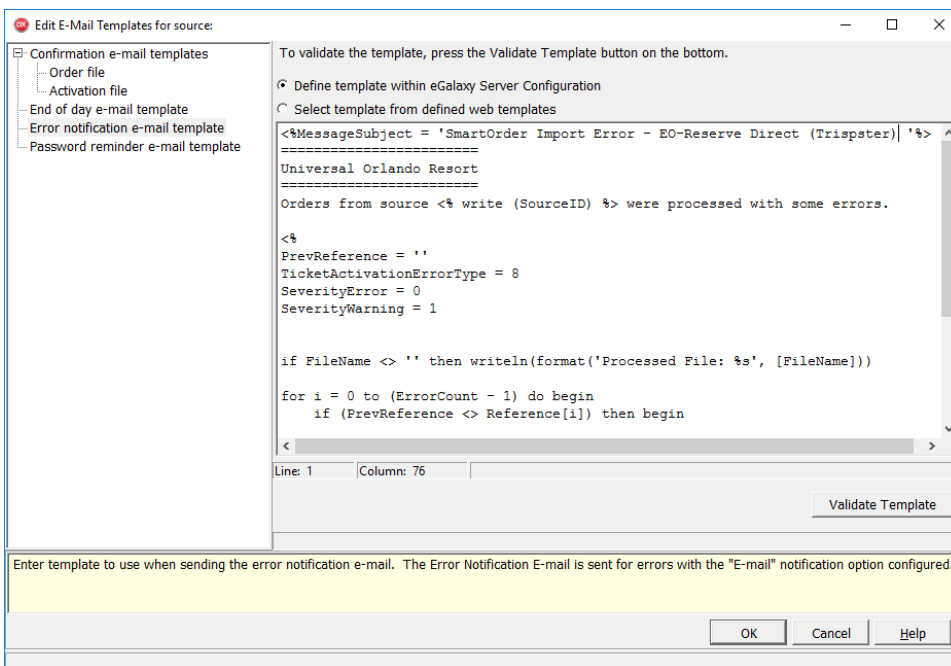 Edit E-Mail Templates for source:
Confirmation e-mail templates
Order file
Activation file
End of day e-mail template
Error notification e-mail template
Password reminder e-mail template
To validate the template, press the Validate Template button on the bottom.
Define template within eGalaxy Server Configuration
Select template from defined web templates
<%MessageSubject = 'SmartOrder Import Error - EO-Reserve Direct (Trispster) '%>
========================
Universal Orlando Resort
========================
Orders from source <% write (SourceID) %> were processed with some errors.
<%
PrevReference = ''
TicketActivationErrorType = 8
SeverityError = 0
SeverityWarning = 1
if FileName <> '' then writeln(format('Processed File: %s', [FileName]))
for i = 0 to (ErrorCount - 1) do begin
if (PrevReference <> Reference[i]) then begin
Line: 1 Column: 76
Validate Template
Enter template to use when sending the error notification e-mail. The Error Notification E-mail is sent for errors with the "E-mail" notification option configured.
OK Cancel Help